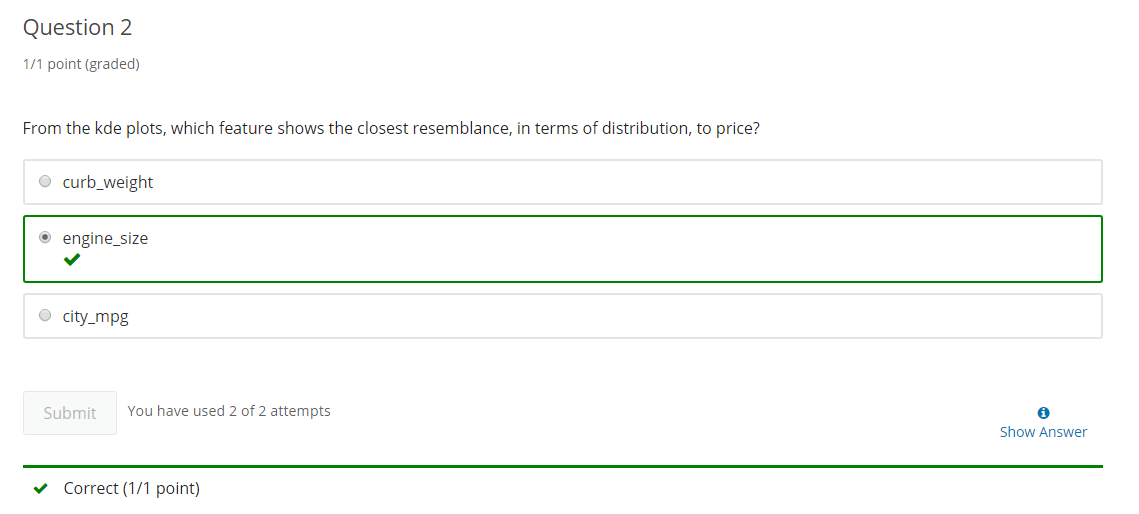 Question 2
1/1 point (graded)
From the kde plots, which feature shows the closest resemblance, in terms of distribution, to price?
curb_weight
engine_size
city_mpg
Submit
You have used 2 of 2 attempts
Show Answer
Correct (1/1 point)